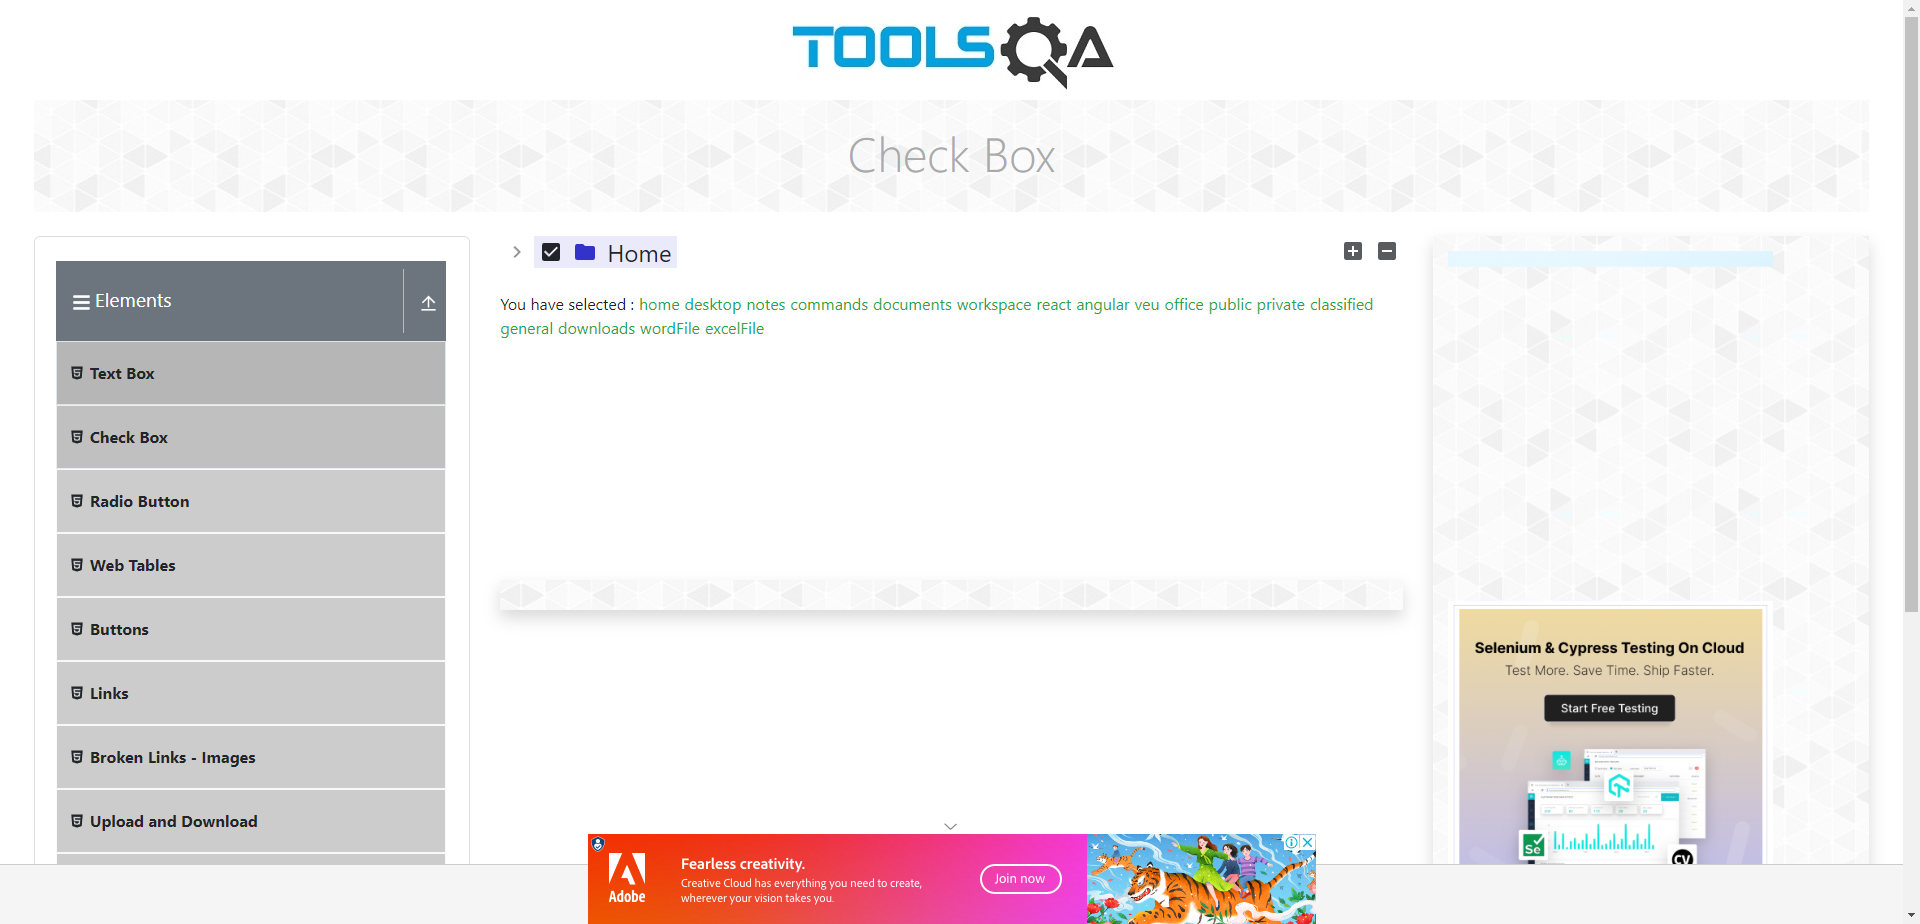 TOOLSQA
Check Box
Elements
Text Box
Check Box
Radio Button
Web Tables
Buttons
Links
Broken Links - Images
Upload and Download
Home
You have selected : home desktop notes commands documents workspace react angular veu office public private classified
general downloads wordFile excelFile
Selenium & Cypress Testing On Cloud
Test More. Save Time. Ship Faster.
Start Free Testing
Se
CV
Adobe
Fearless creativity.
Creative Cloud has everything you need to create,
wherever your vision takes you.
Join now